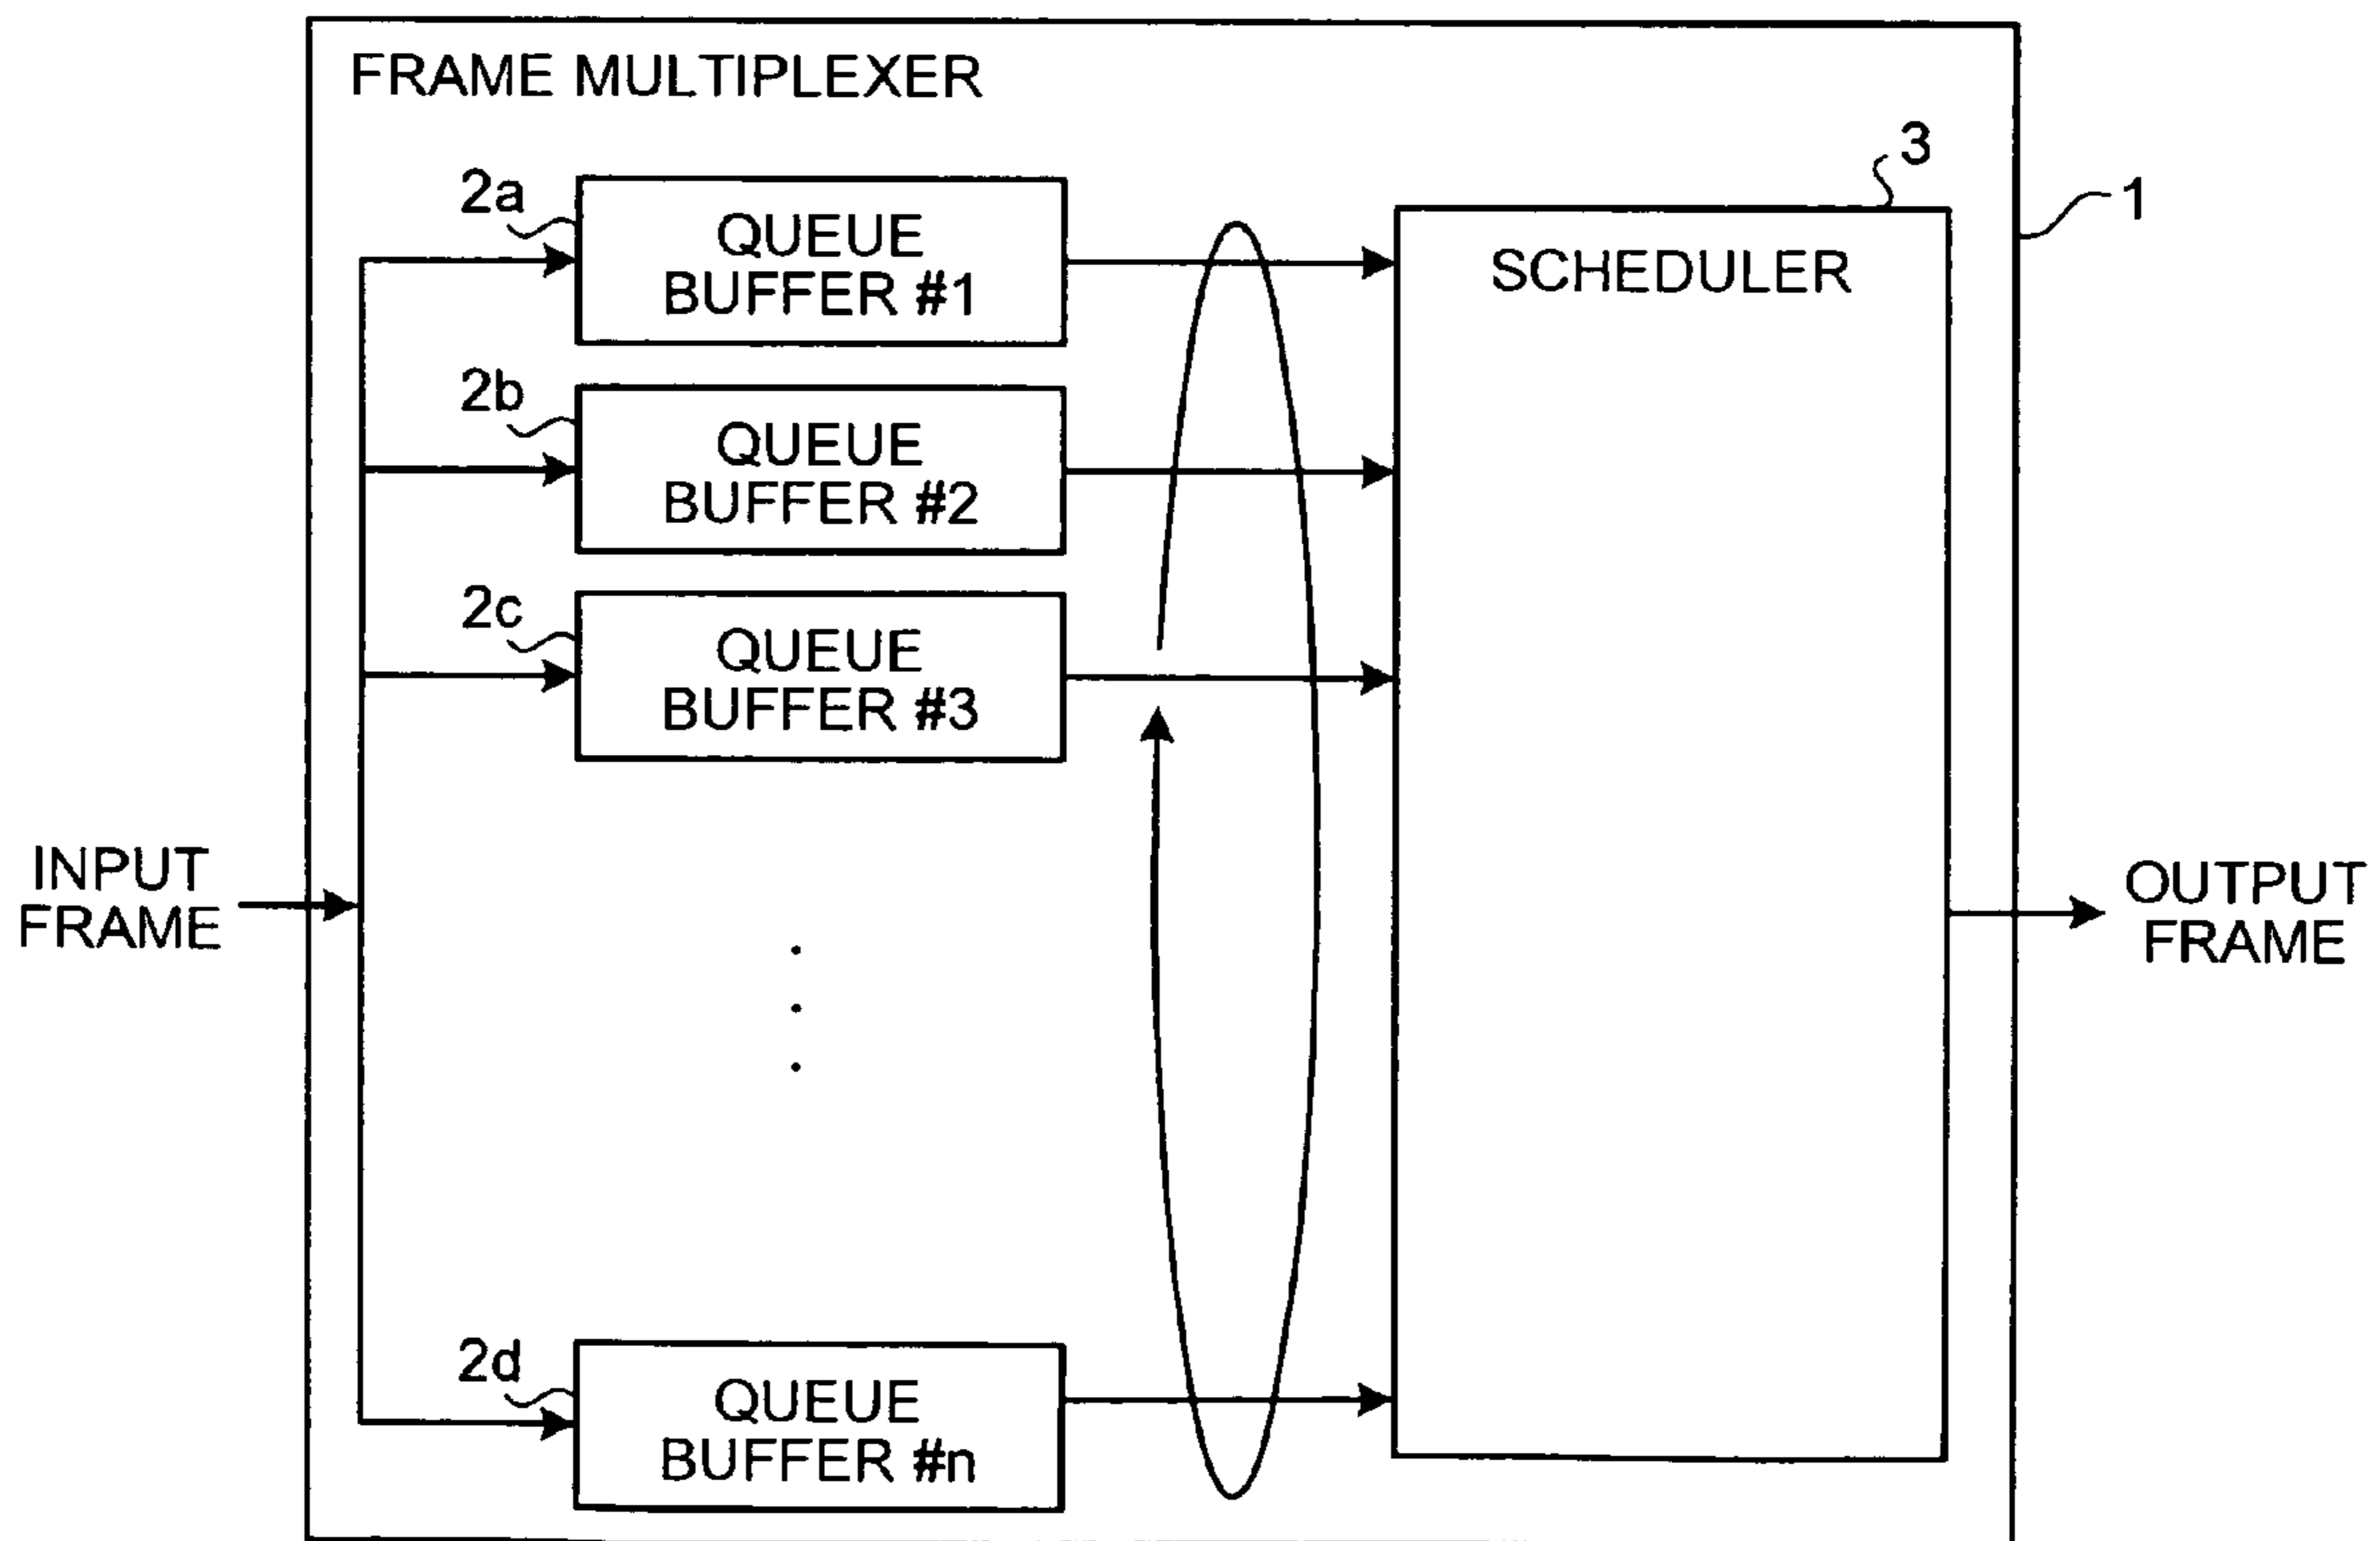 FRAME MULTIPLEXER
3
1
2a
QUEUE
BUFFER #1
SCHEDULER
2b
QUEUE
BUFFER #2
2c
QUEUE
BUFFER #3
INPUT
FRAME
OUTPUT
FRAME
2d
QUEUE
BUFFER #n